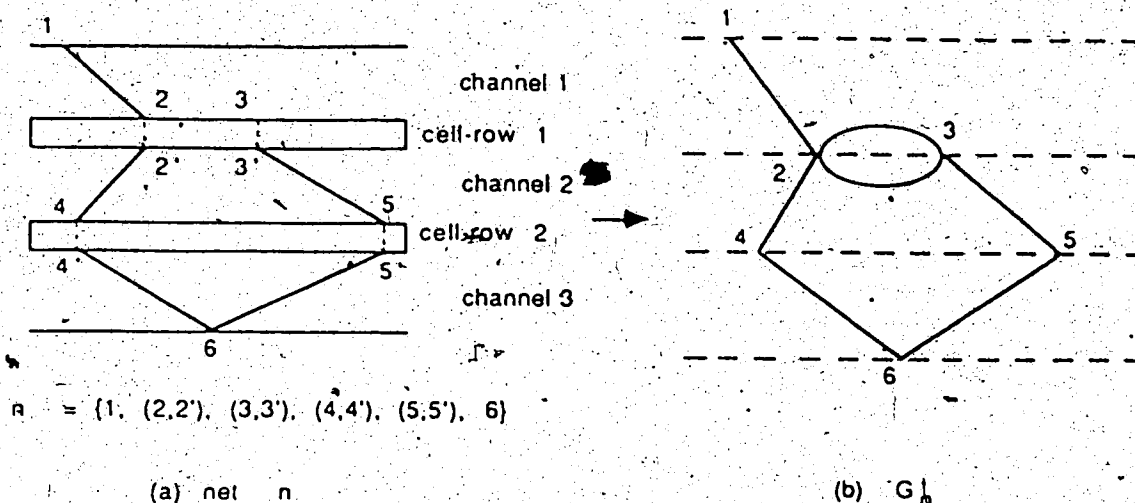 1
channel 1
2 3
cell-row 1
2' 3'
channel 2
4 5
cell-row 2
4' 5'
channel 3
6
n = {1, (2,2'), (3,3'), (4,4'), (5,5'), 6}
(a) net n
1
3
2
4
5
6
(b) G